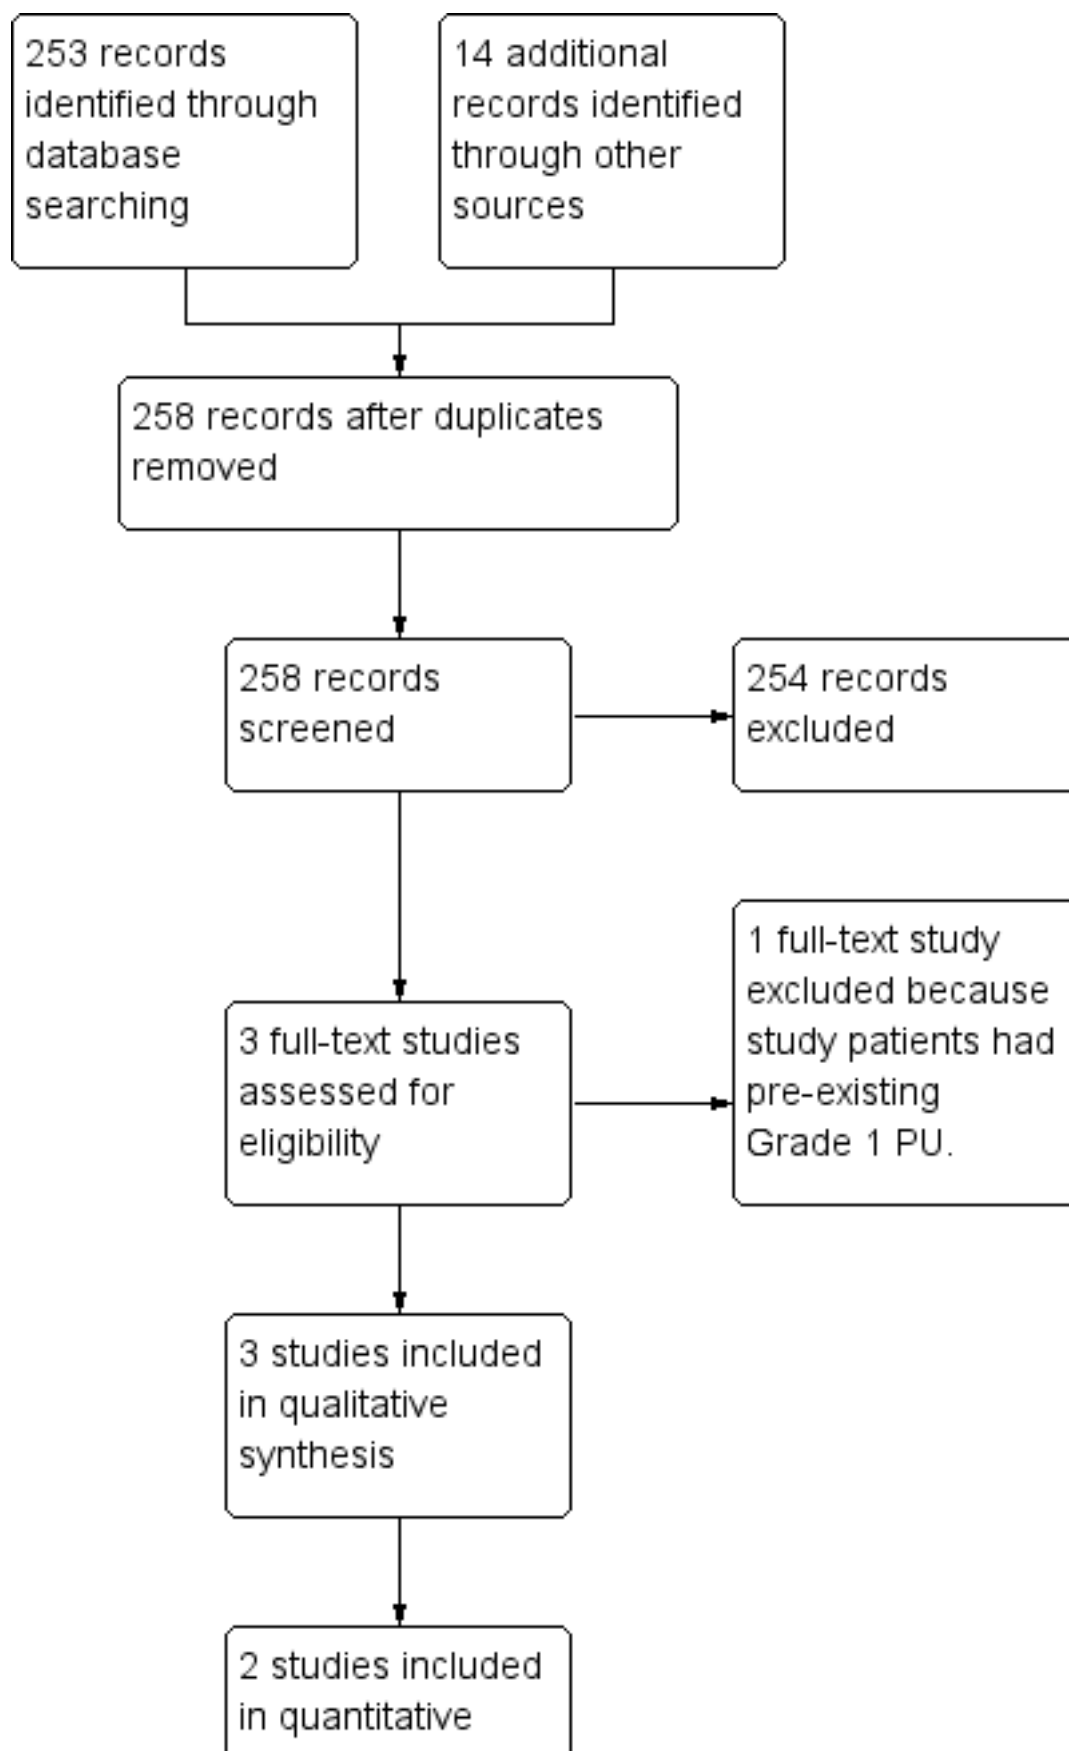 253 records
identified through
database
searching
14 additional
records identified
through other
sources
258 records after duplicates
removed
258 records
screened
254 records
excluded
3 full-text studies
assessed for
eligibility
1 full-text study
excluded because
study patients had
pre-existing
Grade 1 PU.
3 studies included
in qualitative
synthesis
2 studies included
in quantitative